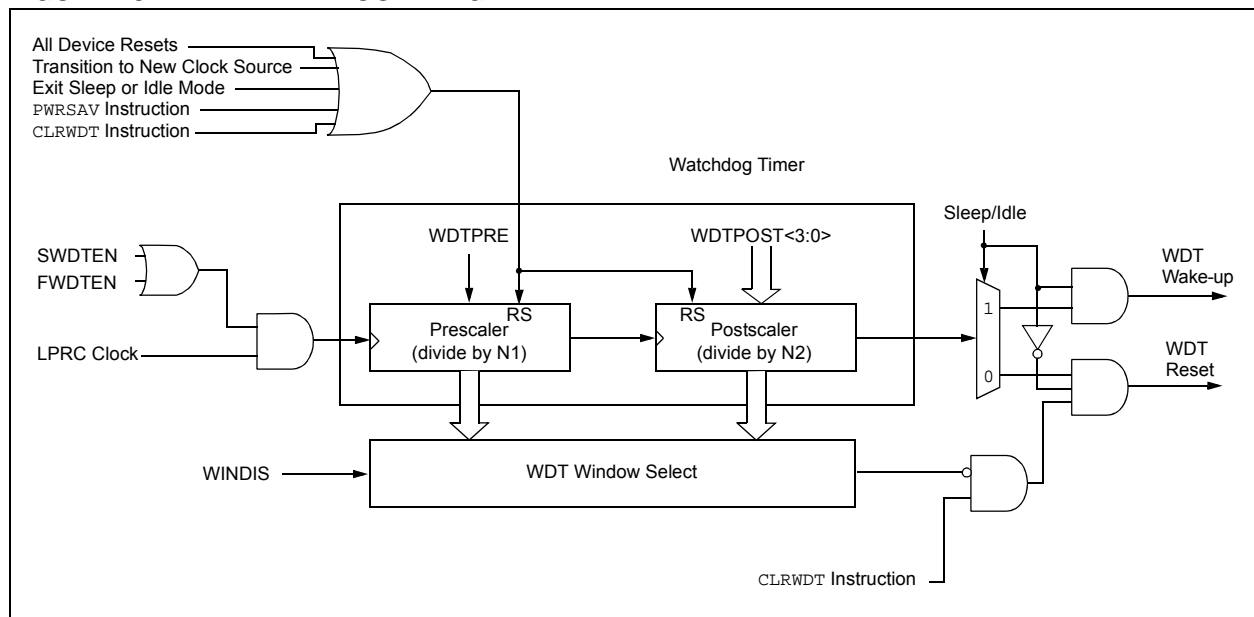 All Device Resets
Transition to New Clock Source
Exit Sleep or Idle Mode
PWRSAV Instruction
CLRWDT Instruction
Watchdog Timer
Sleep/Idle
SWDTEN
FWDTEN
LPRC Clock
WDTPRE
WDTPOST<3:0>
RS
Prescaler
(divide by N1)
RS
Postscaler
(divide by N2)
1
0
WDT
Wake-up
WDT
Reset
WINDIS
WDT Window Select
CLRWDT Instruction